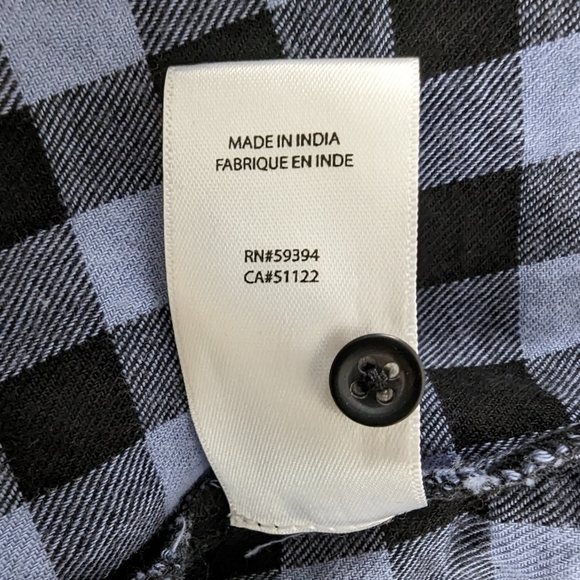 MADE IN INDIA
FABRIQUE EN INDE
RN#59394
CA#51122